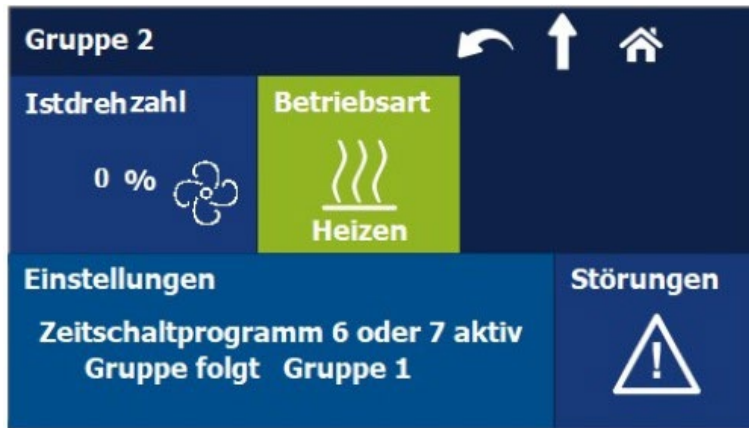 Gruppe 2
Istdrehzahl
Betriebsart
0 %
Heizen
Einstellungen
Störungen
Zeitschaltprogramm 6 oder 7 aktiv
Gruppe folgt Gruppe 1
!